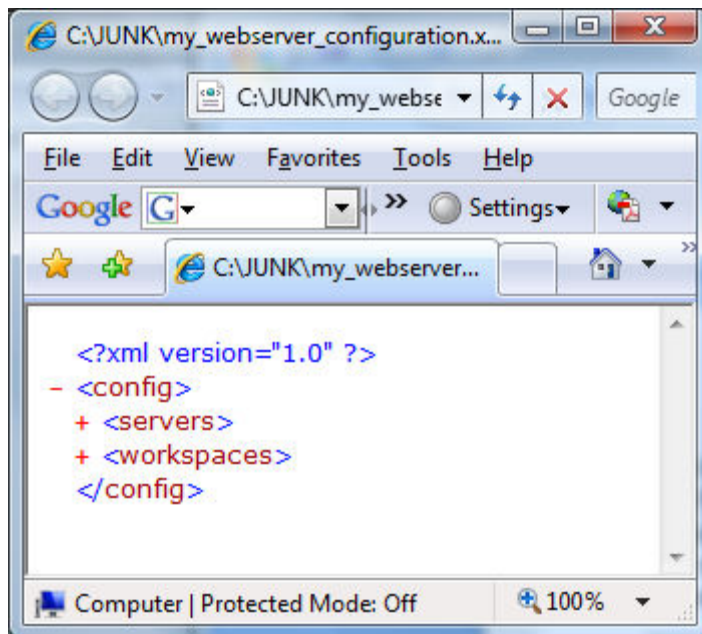 C:\JUNK\my_webserver_configuration.x...
C:\JUNK\my_webse
Google
File Edit View Favorites Tools Help
Google G Settings
C:\JUNK\my_webserver...
<?xml version="1.0" ?>
- <config>
+ <servers>
+ <workspaces>
</config>
Computer | Protected Mode: Off 100%